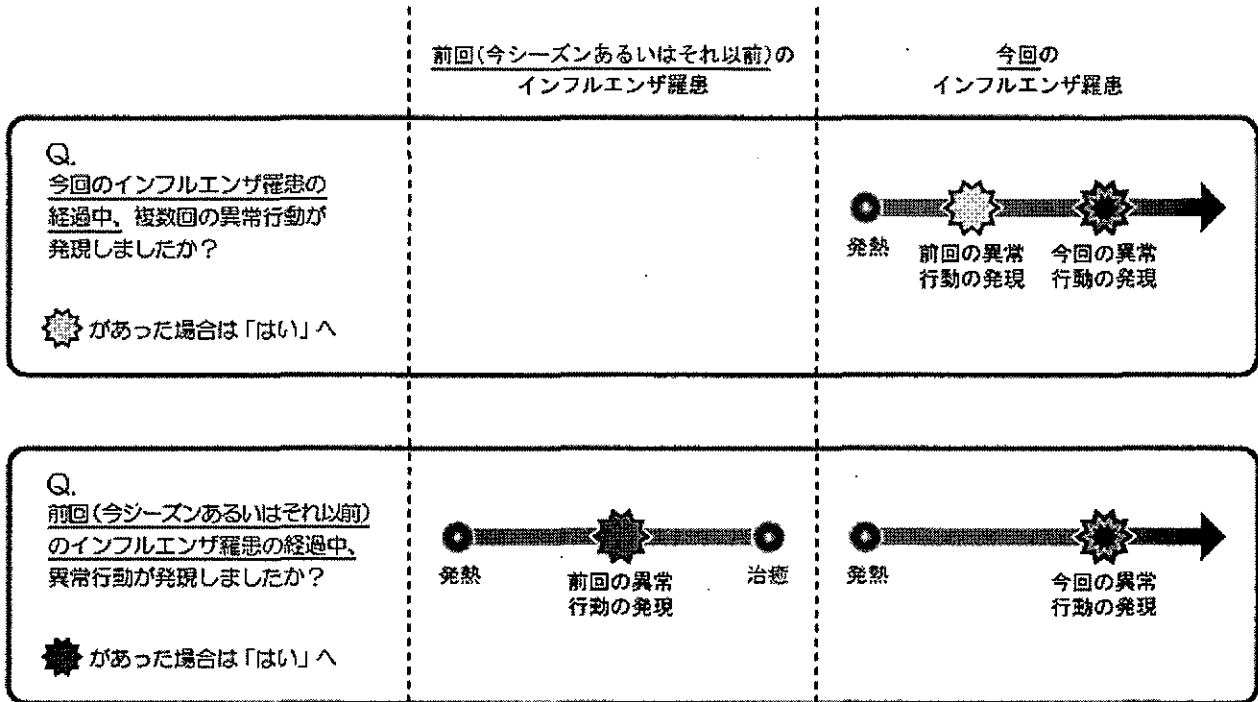 前回(今シーズンあるいはそれ以前)の
インフルエンザ罹患
今回の
インフルエンザ罹患
Q.
今回のインフルエンザ罹患の
経過中、複数回の異常行動が
発現しましたか?
があった場合は「はい」へ
発熱
前回の異常
行動の発現
今回の異常
行動の発現
Q.
前回(今シーズンあるいはそれ以前)
のインフルエンザ罹患の経過中、
異常行動が発現しましたか?
があった場合は「はい」へ
発熱
前回の異常
行動の発現
治癒
発熱
今回の異常
行動の発現